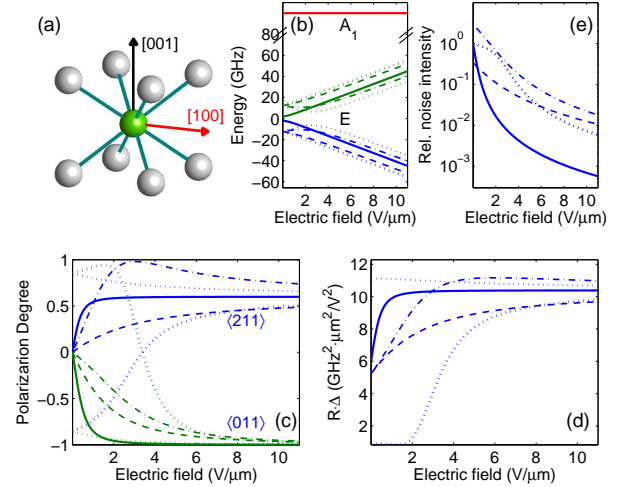 (a)
[001]
[100]
(b)
A1
E
80
60
40
20
0
−20
−40
−60
Energy (GHz)
2 4 6 8 10
Electric field (V/μm)
(e)
10^0
10^-1
10^-2
10^-3
Rel. noise intensity
2 4 6 8 10
Electric field (V/μm)
1
0.5
0
−0.5
−1
Polarizarion Degree
⟨211⟩
⟨011⟩
(c)
0 2 4 6 8 10
Electric field (V/μm)
12
10
8
6
4
2
R·Δ (GHz²·μm²/V²)
(d)
2 4 6 8 10
Electric field (V/μm)